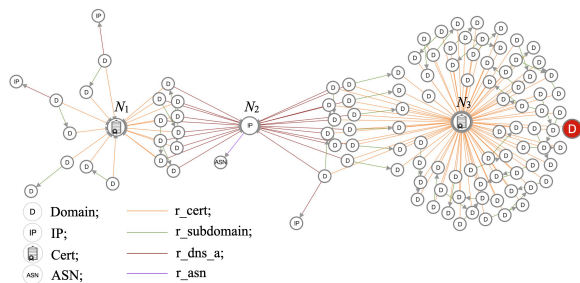 IP
IP
IP
N₁
N₂
N₃
IP
ASN
D
D Domain;
r_cert;
IP IP;
r_subdomain;
Cert;
r_dns_a;
ASN ASN;
r_asn